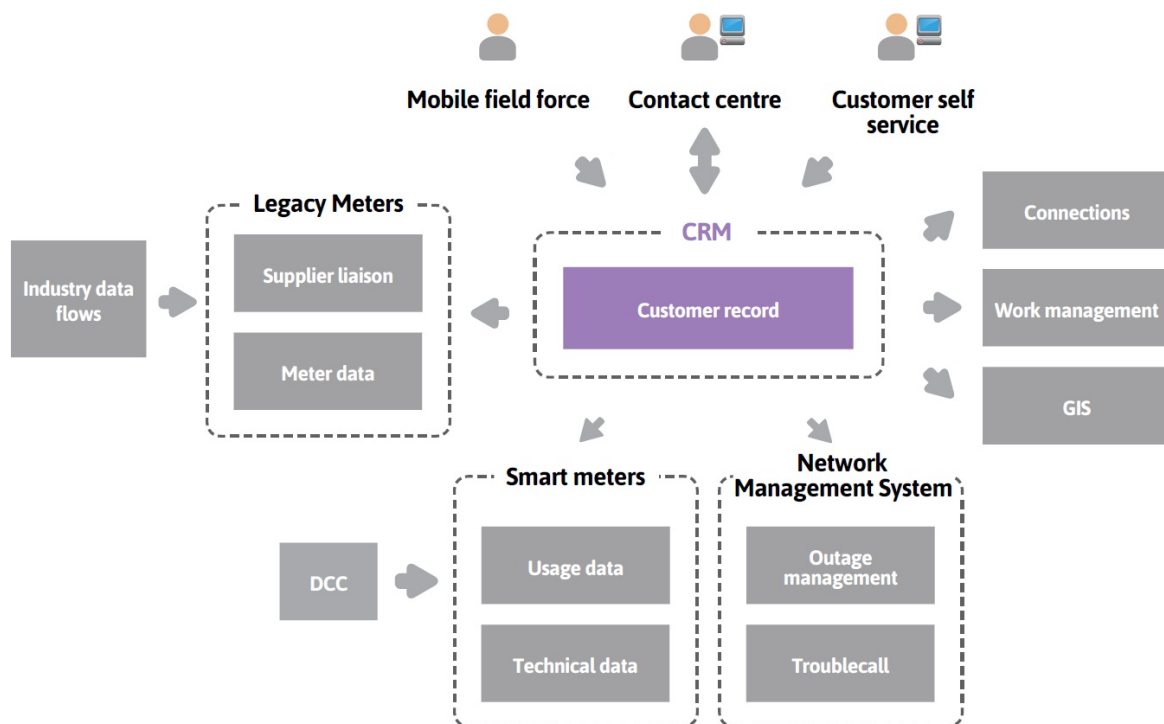 Mobile field force
Contact centre
Customer self
service
Legacy Meters
CRM
Connections
Industry data
flows
Supplier liaison
Customer record
Work management
Meter data
GIS
Smart meters
Network
Management System
DCC
Usage data
Outage
management
Technical data
Troublecall